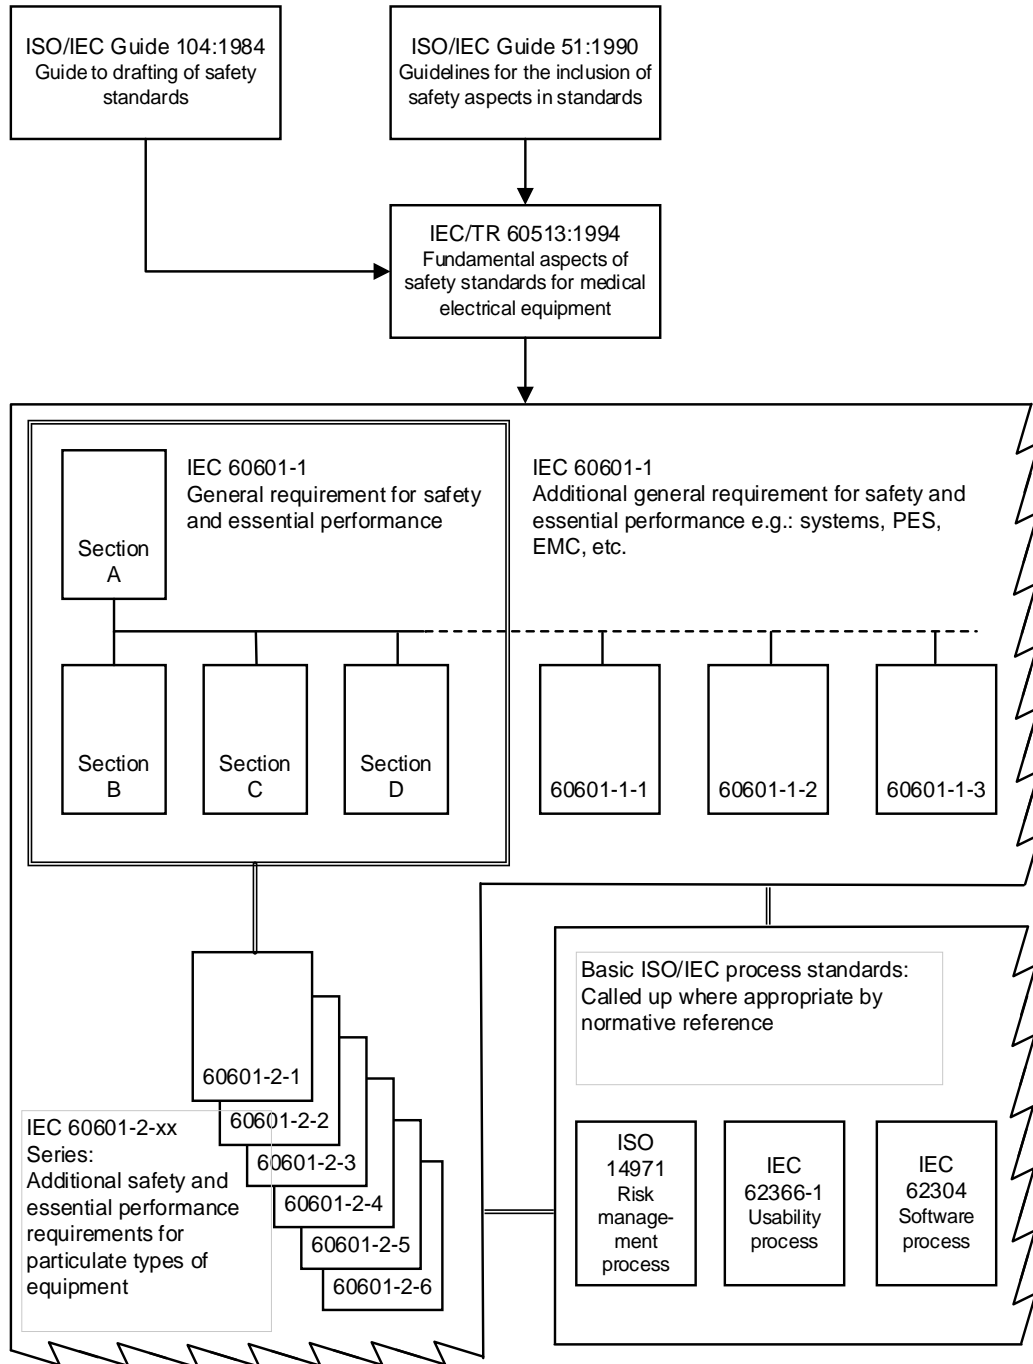 ISO/IEC Guide 104:1984
Guide to drafting of safety
standards
ISO/IEC Guide 51:1990
Guidelines for the inclusion of
safety aspects in standards
IEC/TR 60513:1994
Fundamental aspects of
safety standards for medical
electrical equipment
IEC 60601-1
General requirement for safety
and essential performance
IEC 60601-1
Additional general requirement for safety and
essential performance e.g.: systems, PES,
EMC, etc.
Section
A
Section
B
Section
C
Section
D
60601-1-1
60601-1-2
60601-1-3
60601-2-1
60601-2-2
60601-2-3
60601-2-4
60601-2-5
60601-2-6
IEC 60601-2-xx
Series:
Additional safety and
essential performance
requirements for
particulate types of
equipment
Basic ISO/IEC process standards:
Called up where appropriate by
normative reference
ISO
14971
Risk
manage-
ment
process
IEC
62366-1
Usability
process
IEC
62304
Software
process